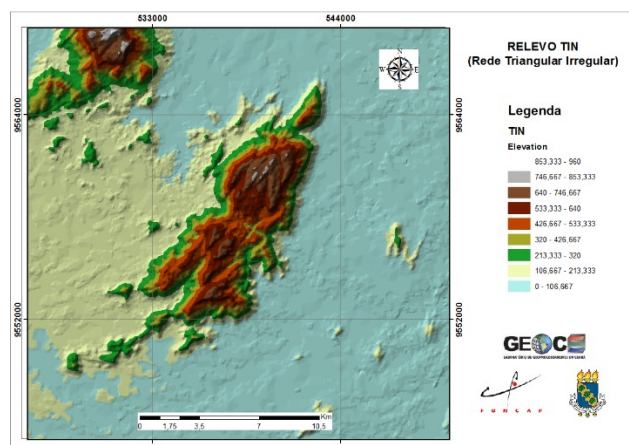 533000 544000
RELEVO TIN
(Rede Triangular Irregular)
N
W E
S
9564000 9564000
Legenda
TIN
Elevation
853,333 - 960
746,667 - 853,333
640 - 746,667
533,333 - 640
426,667 - 533,333
320 - 426,667
213,333 - 320
106,667 - 213,333
0 - 106,667
9552000 9552000
GEOCE
FUNCAP
Km
0 1,75 3,5 7 10,5
533000 544000